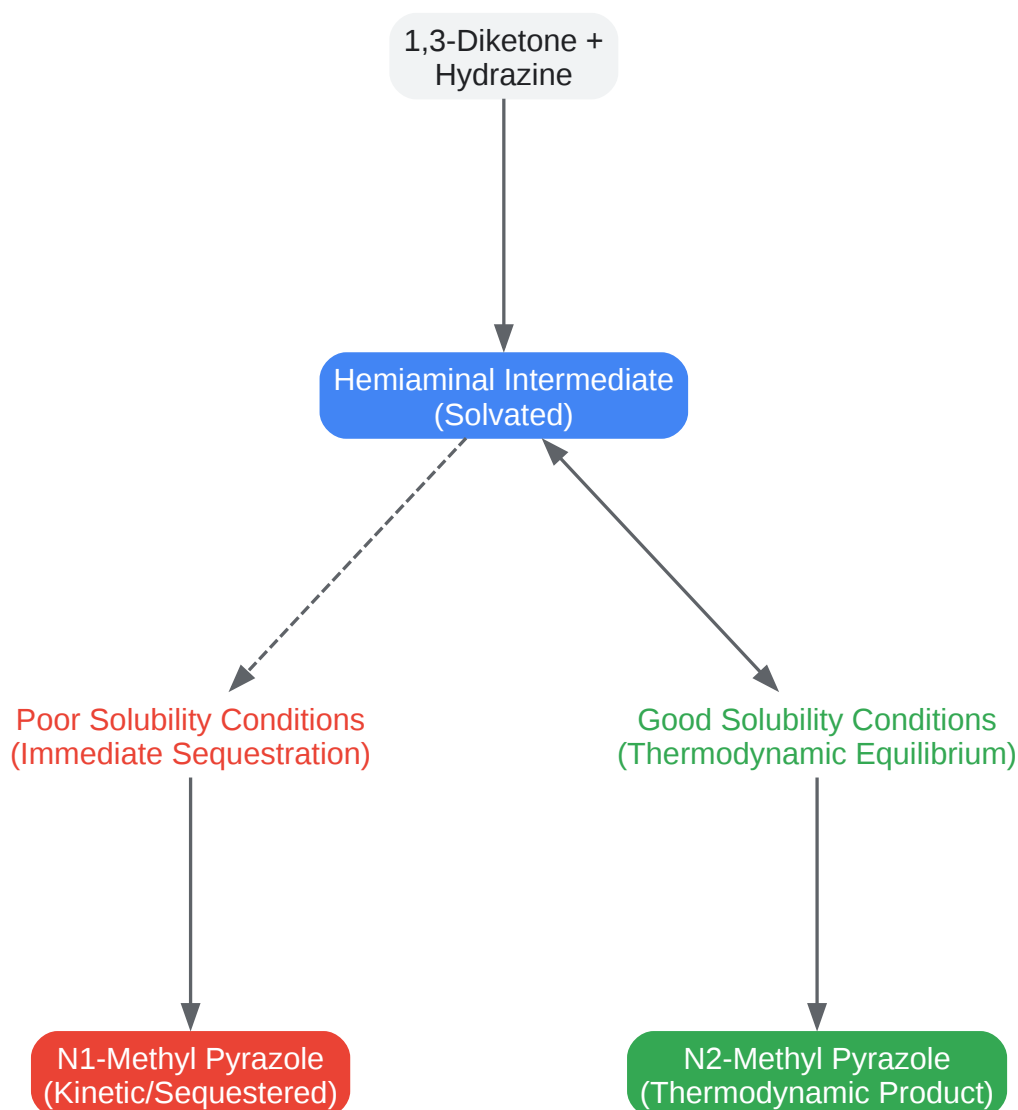 1,3-Diketone +
Hydrazine
Hemiaminal Intermediate
(Solvated)
Poor Solubility Conditions
(Immediate Sequestration)
Good Solubility Conditions
(Thermodynamic Equilibrium)
N1-Methyl Pyrazole
(Kinetic/Sequestered)
N2-Methyl Pyrazole
(Thermodynamic Product)